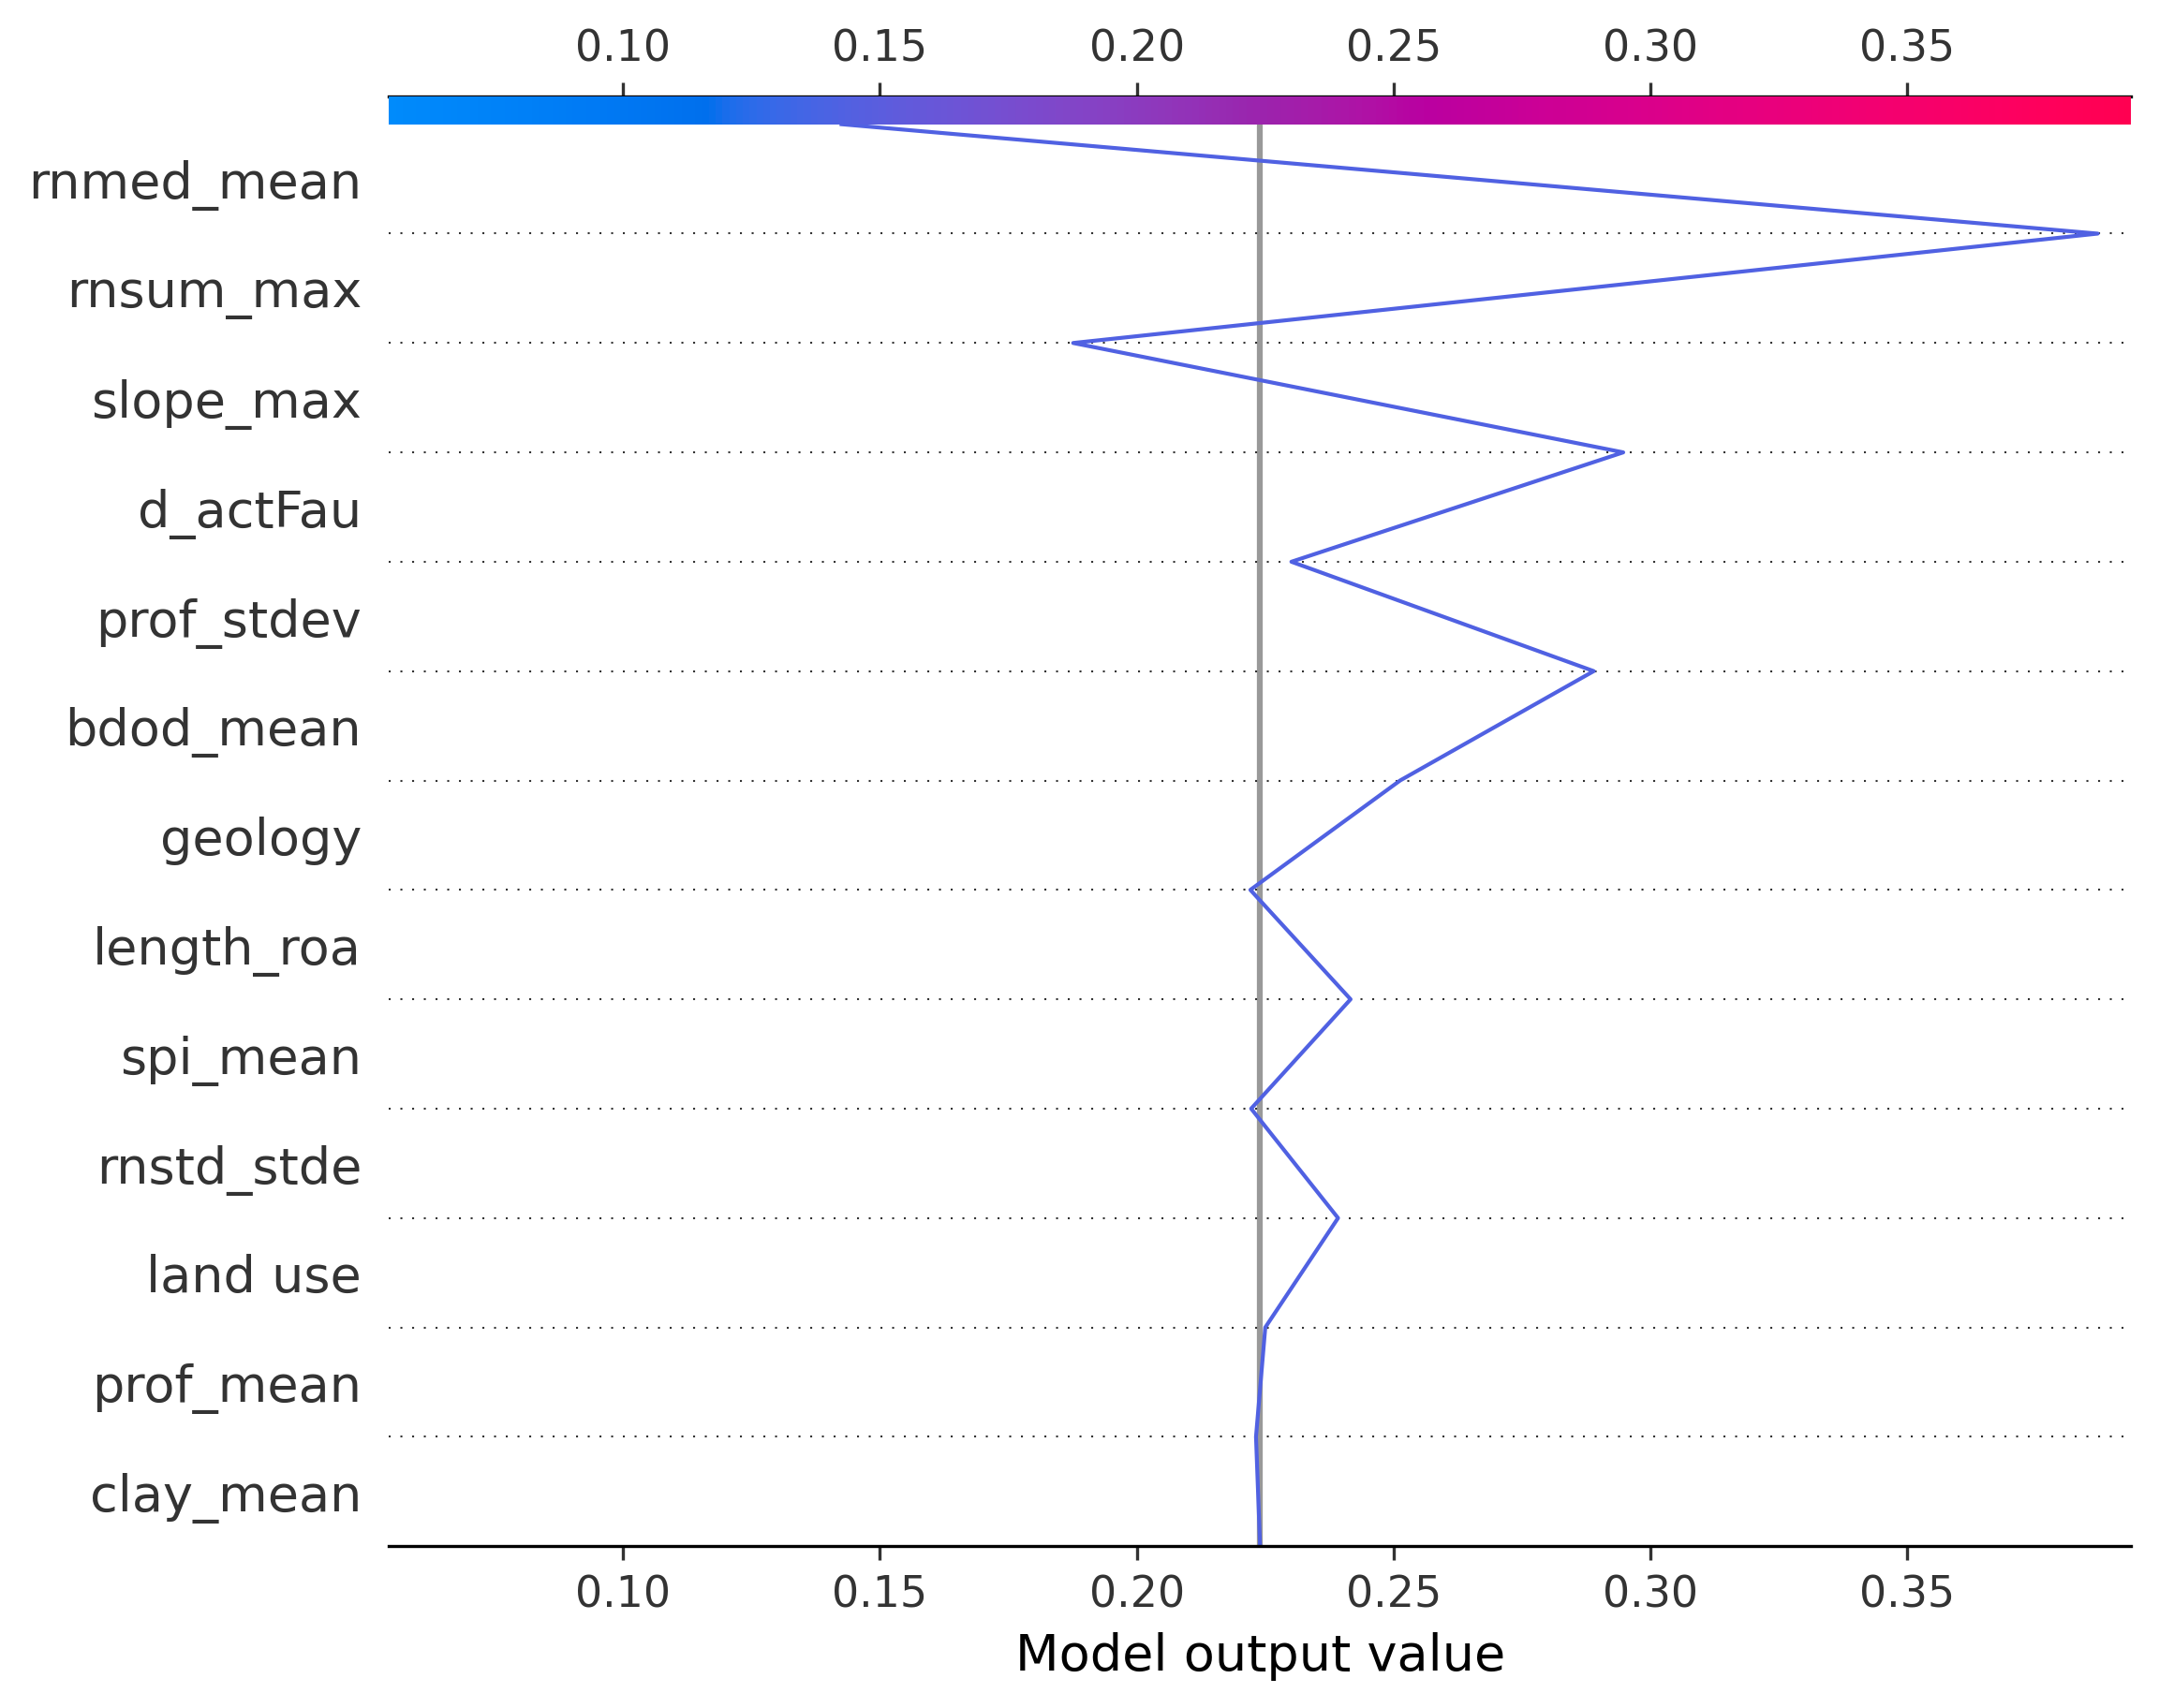 0.10 0.15 0.20 0.25 0.30 0.35
rnmed_mean
rnsum_max
slope_max
d_actFau
prof_stdev
bdod_mean
geology
length_roa
spi_mean
rnstd_stde
land use
prof_mean
clay_mean
0.10 0.15 0.20 0.25 0.30 0.35
Model output value